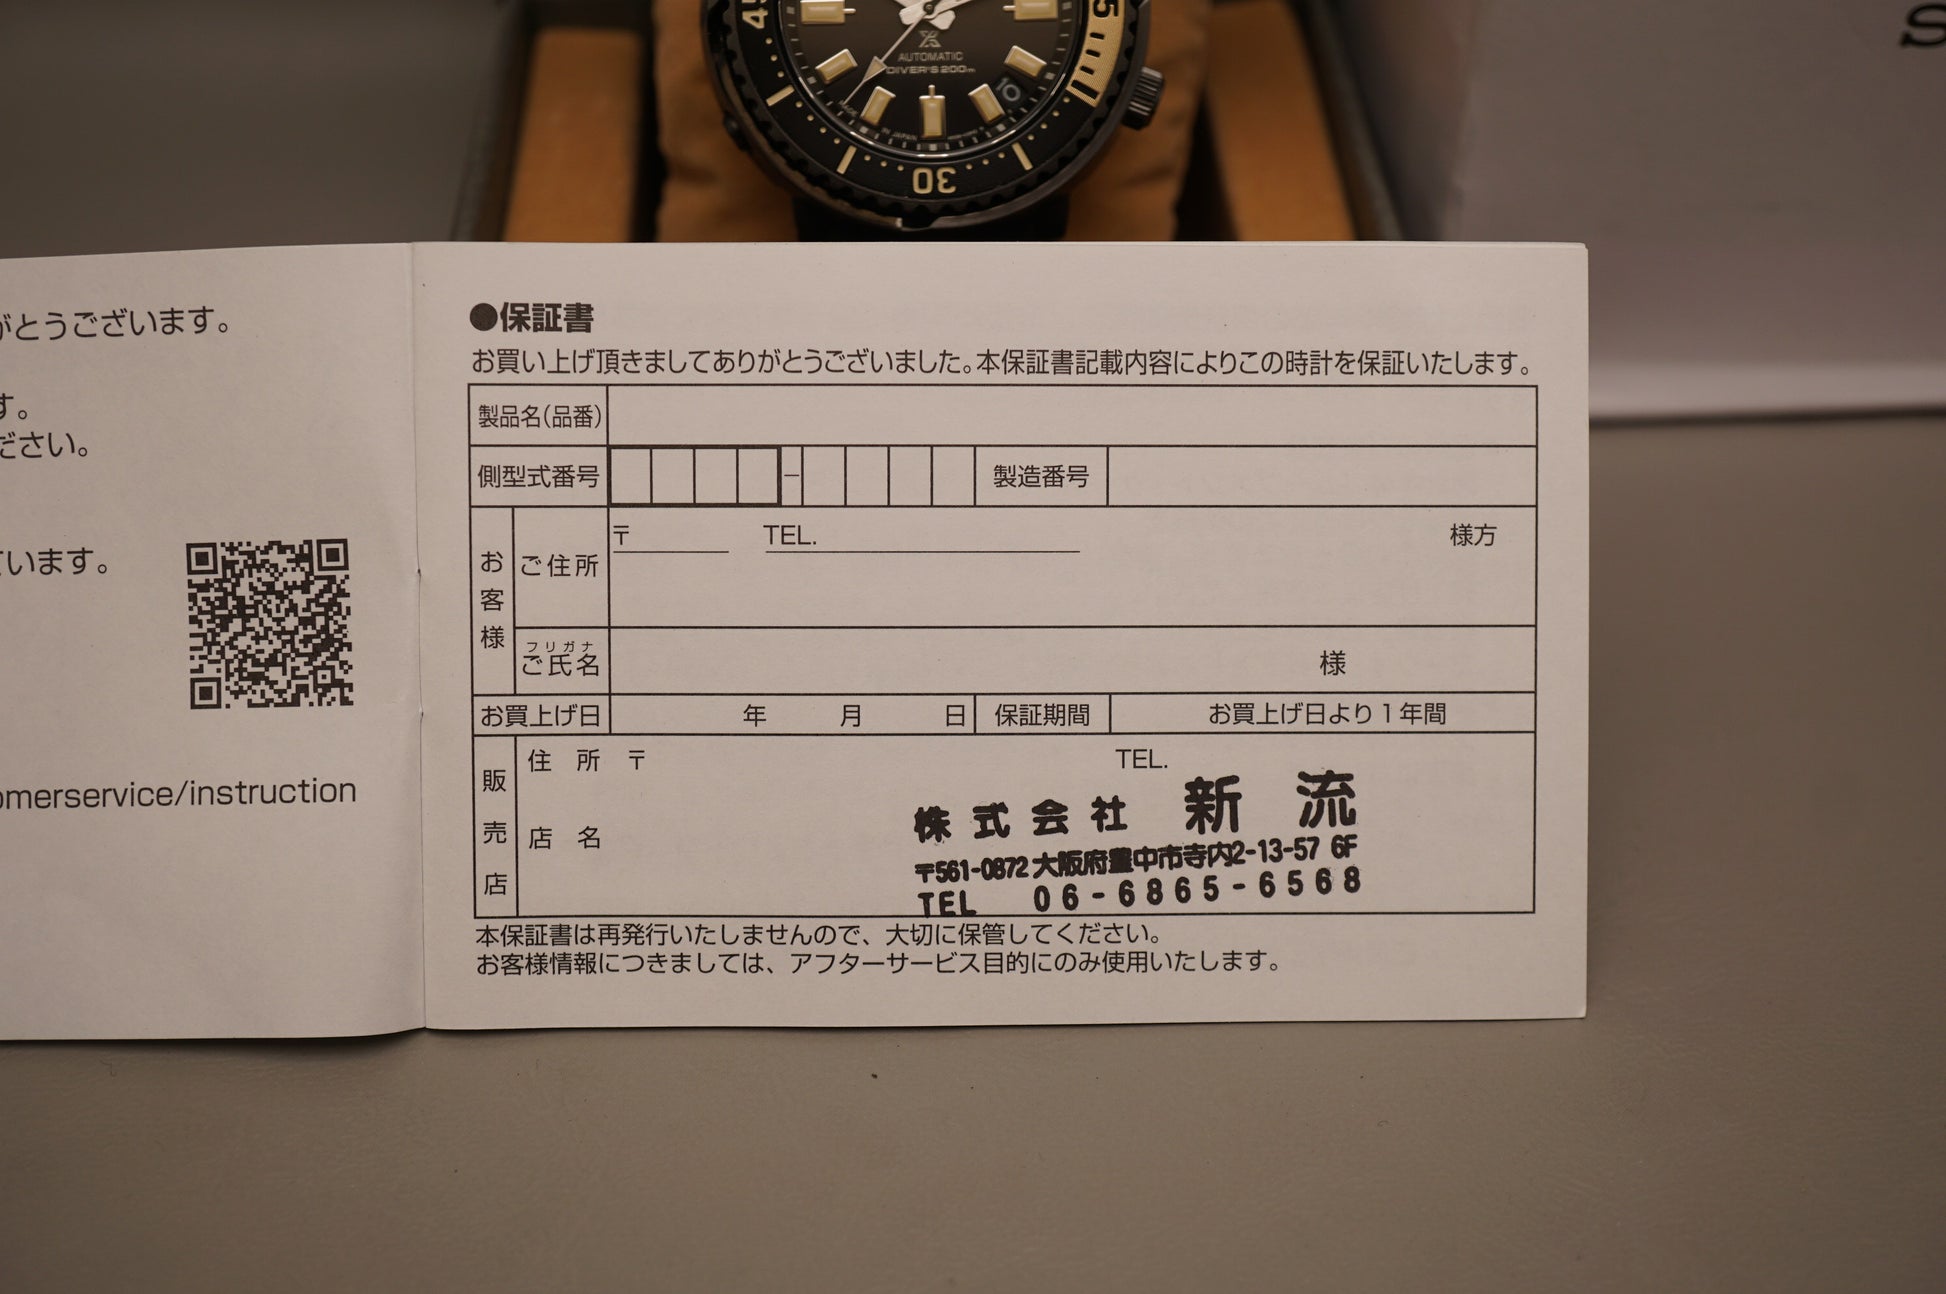 45
5
AUTOMATIC
DIVER'S 200m
10
30
S
がとうございます。
す。
ださい。
ています。
omerservice/instruction
●保証書
お買い上げ頂きましてありがとうございました。本保証書記載内容によりこの時計を保証いたします。
製品名(品番)
側型式番号 – 製造番号
お客様
ご住所 〒 TEL. 様方
フリガナ
ご氏名 様
お買上げ日 年 月 日 保証期間 お買上げ日より1年間
販売店
住所 〒 TEL.
店名
株式会社 新流
〒561-0872 大阪府豊中市寺内2-13-57 6F
TEL 06-6865-6568
本保証書は再発行いたしませんので、大切に保管してください。
お客様情報につきましては、アフターサービス目的にのみ使用いたします。